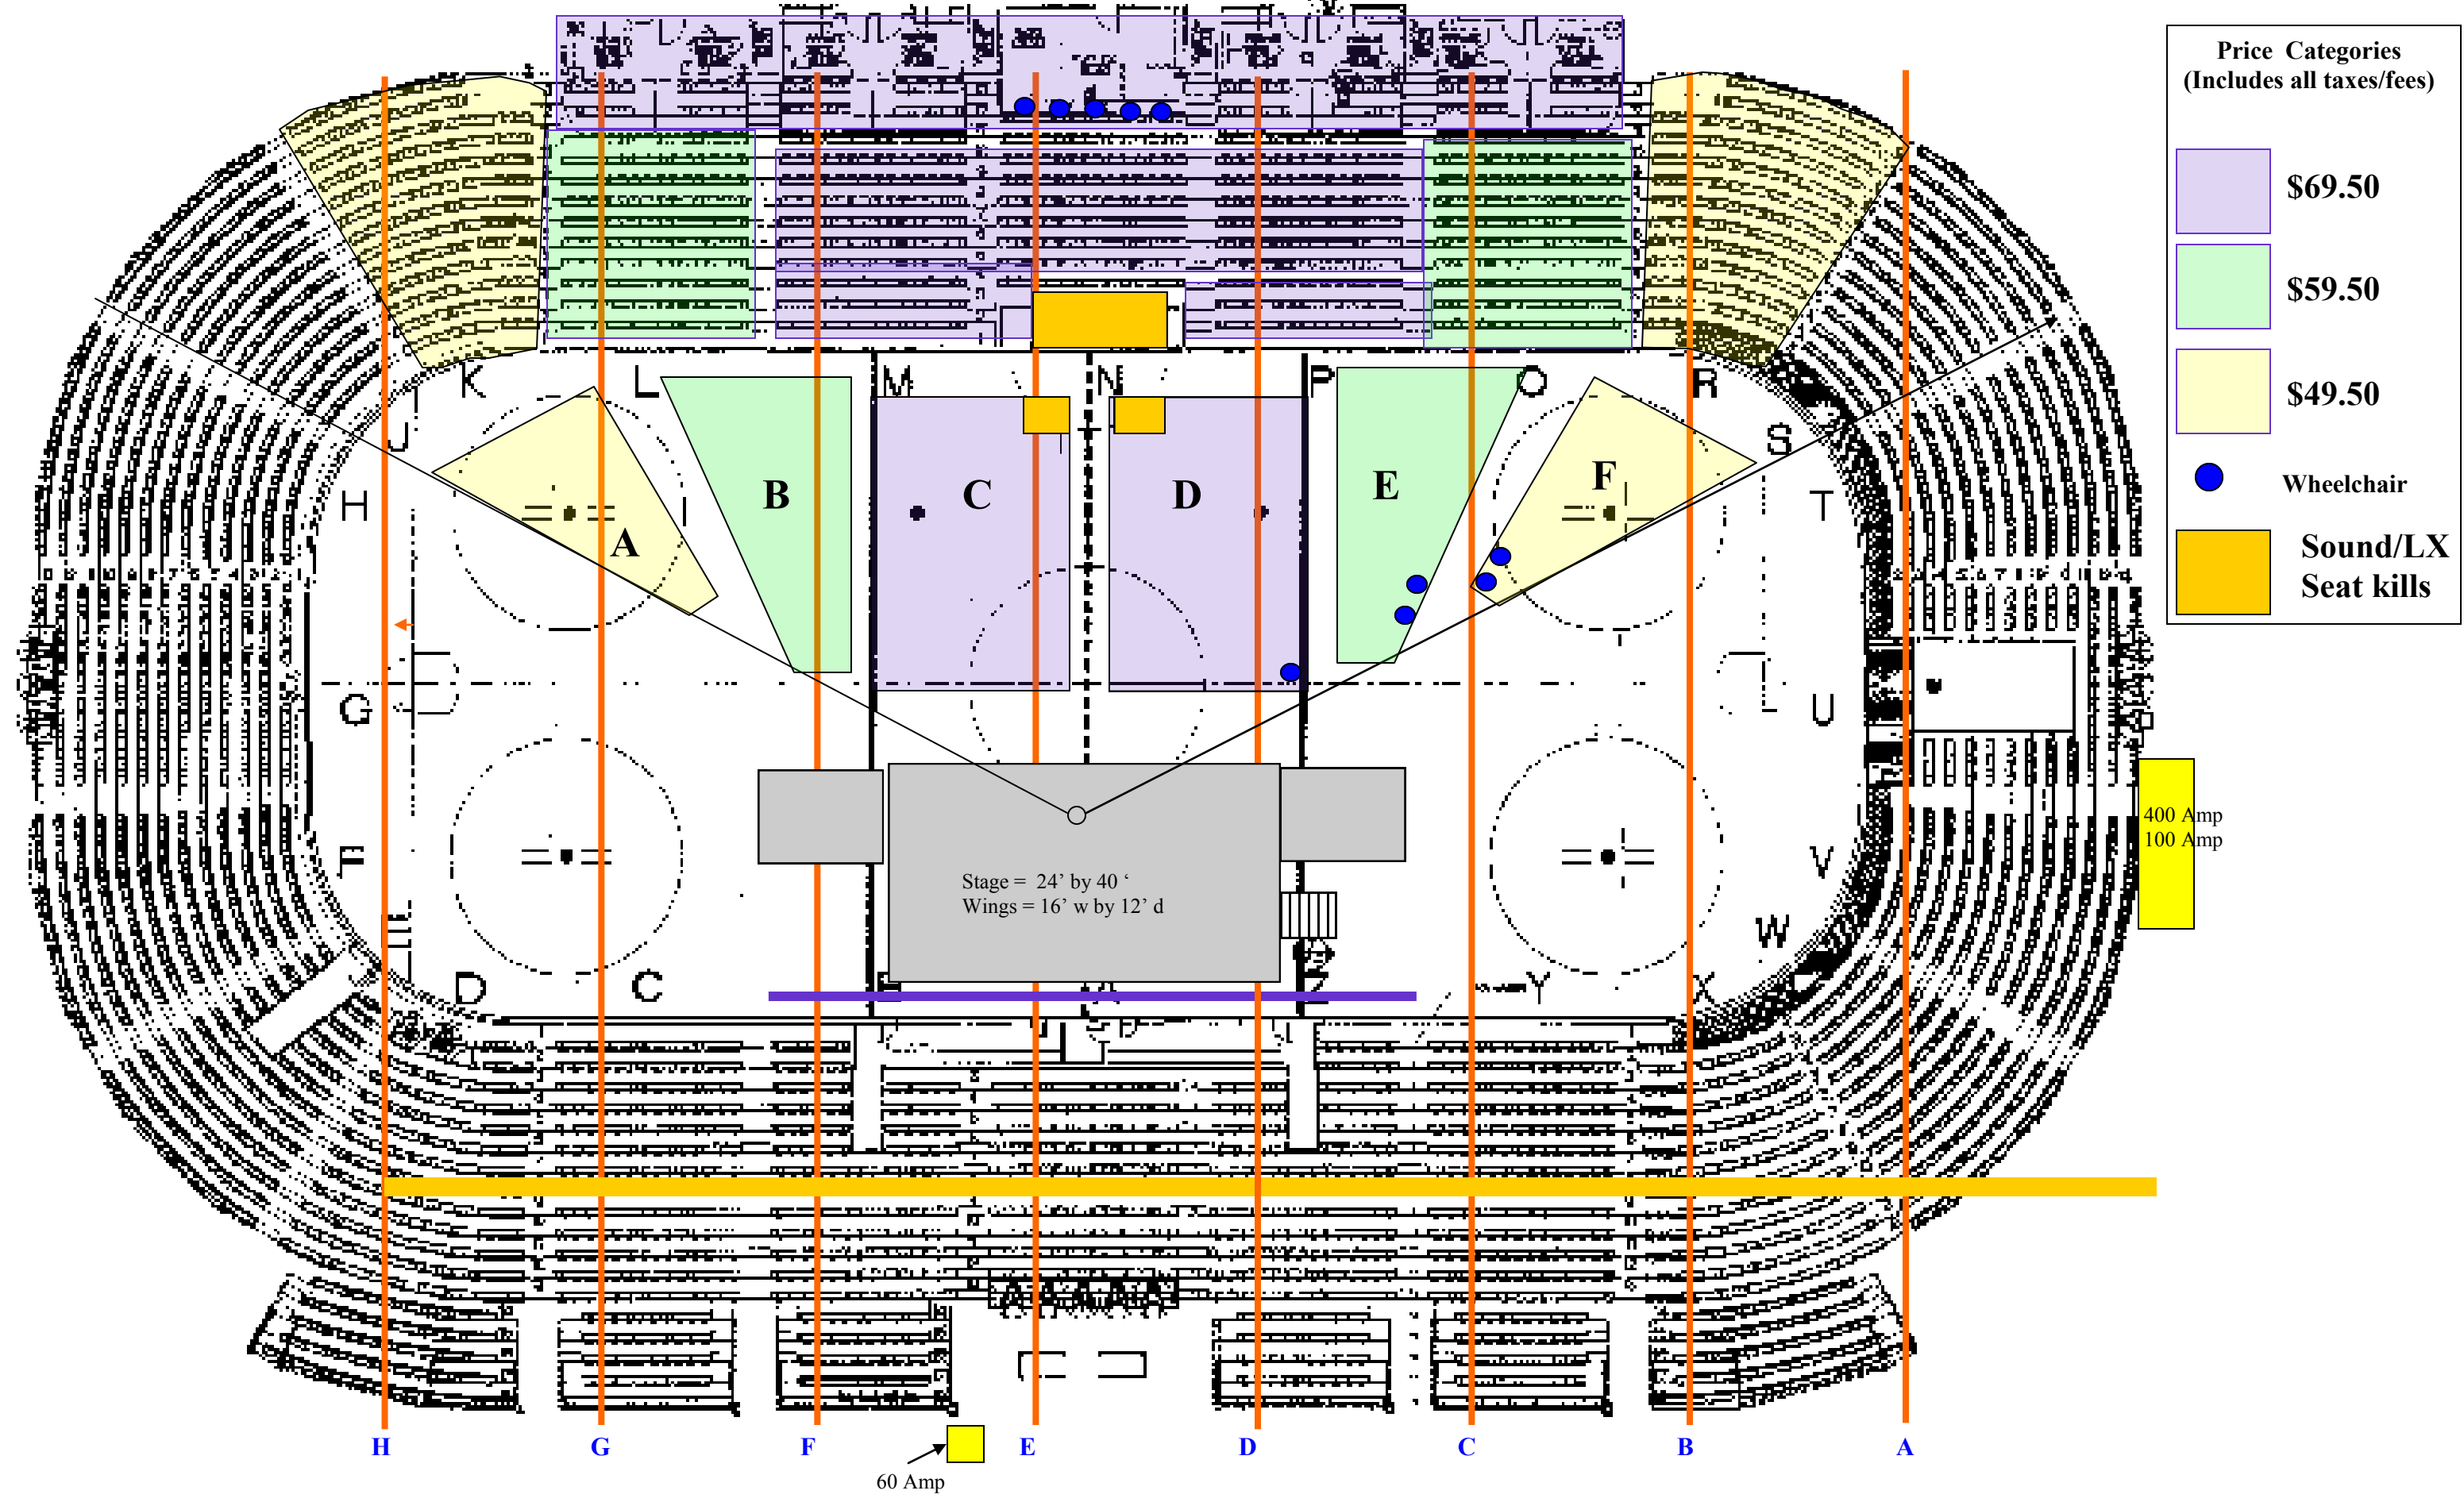 Price Categories
(Includes all taxes/fees)
$69.50
$59.50
$49.50
Wheelchair
Sound/LX
Seat kills
K L M N P Q R
J S
H T
A B C D E F
G U
F V
E W
D C Z Y X
400 Amp
100 Amp
Stage = 24’ by 40 ‘
Wings = 16’ w by 12’ d
H G F E D C B A
60 Amp